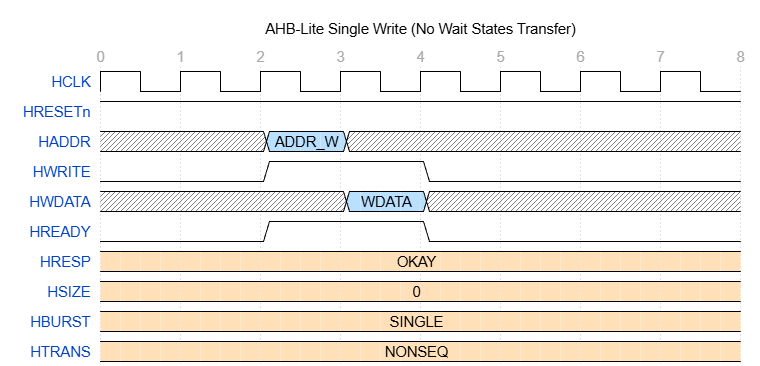 AHB-Lite Single Write (No Wait States Transfer)
0 1 2 3 4 5 6 7 8
HCLK
HRESETn
HADDR ADDR_W
HWRITE
HWDATA WDATA
HREADY
HRESP OKAY
HSIZE 0
HBURST SINGLE
HTRANS NONSEQ